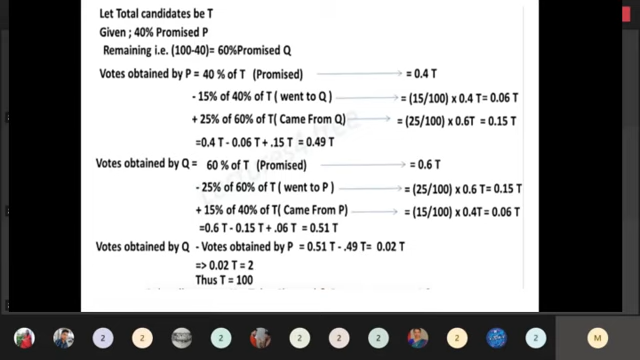 Let Total candidates be T
Given ; 40% Promised P
Remaining i.e. (100-40)= 60%Promised Q
Votes obtained by P = 40 % of T (Promised) = 0.4 T
- 15% of 40% of T ( went to Q ) = (15/100) x 0.4 T= 0.06 T
+ 25% of 60% of T( Came From Q) = (25/100) x 0.6T = 0.15 T
=0.4 T - 0.06 T + .15 T = 0.49 T
Votes obtained by Q = 60 % of T (Promised) = 0.6 T
- 25% of 60% of T ( went to P ) = (25/100) x 0.6 T= 0.15 T
+ 15% of 40% of T( Came From P) = (15/100) x 0.4T= 0.06 T
=0.6 T - 0.15 T + .06 T = 0.51 T
Votes obtained by Q - Votes obtained by P = 0.51 T - .49 T= 0.02 T
=> 0.02 T = 2
Thus T = 100
2 2 2 2 2 2 2 2 M